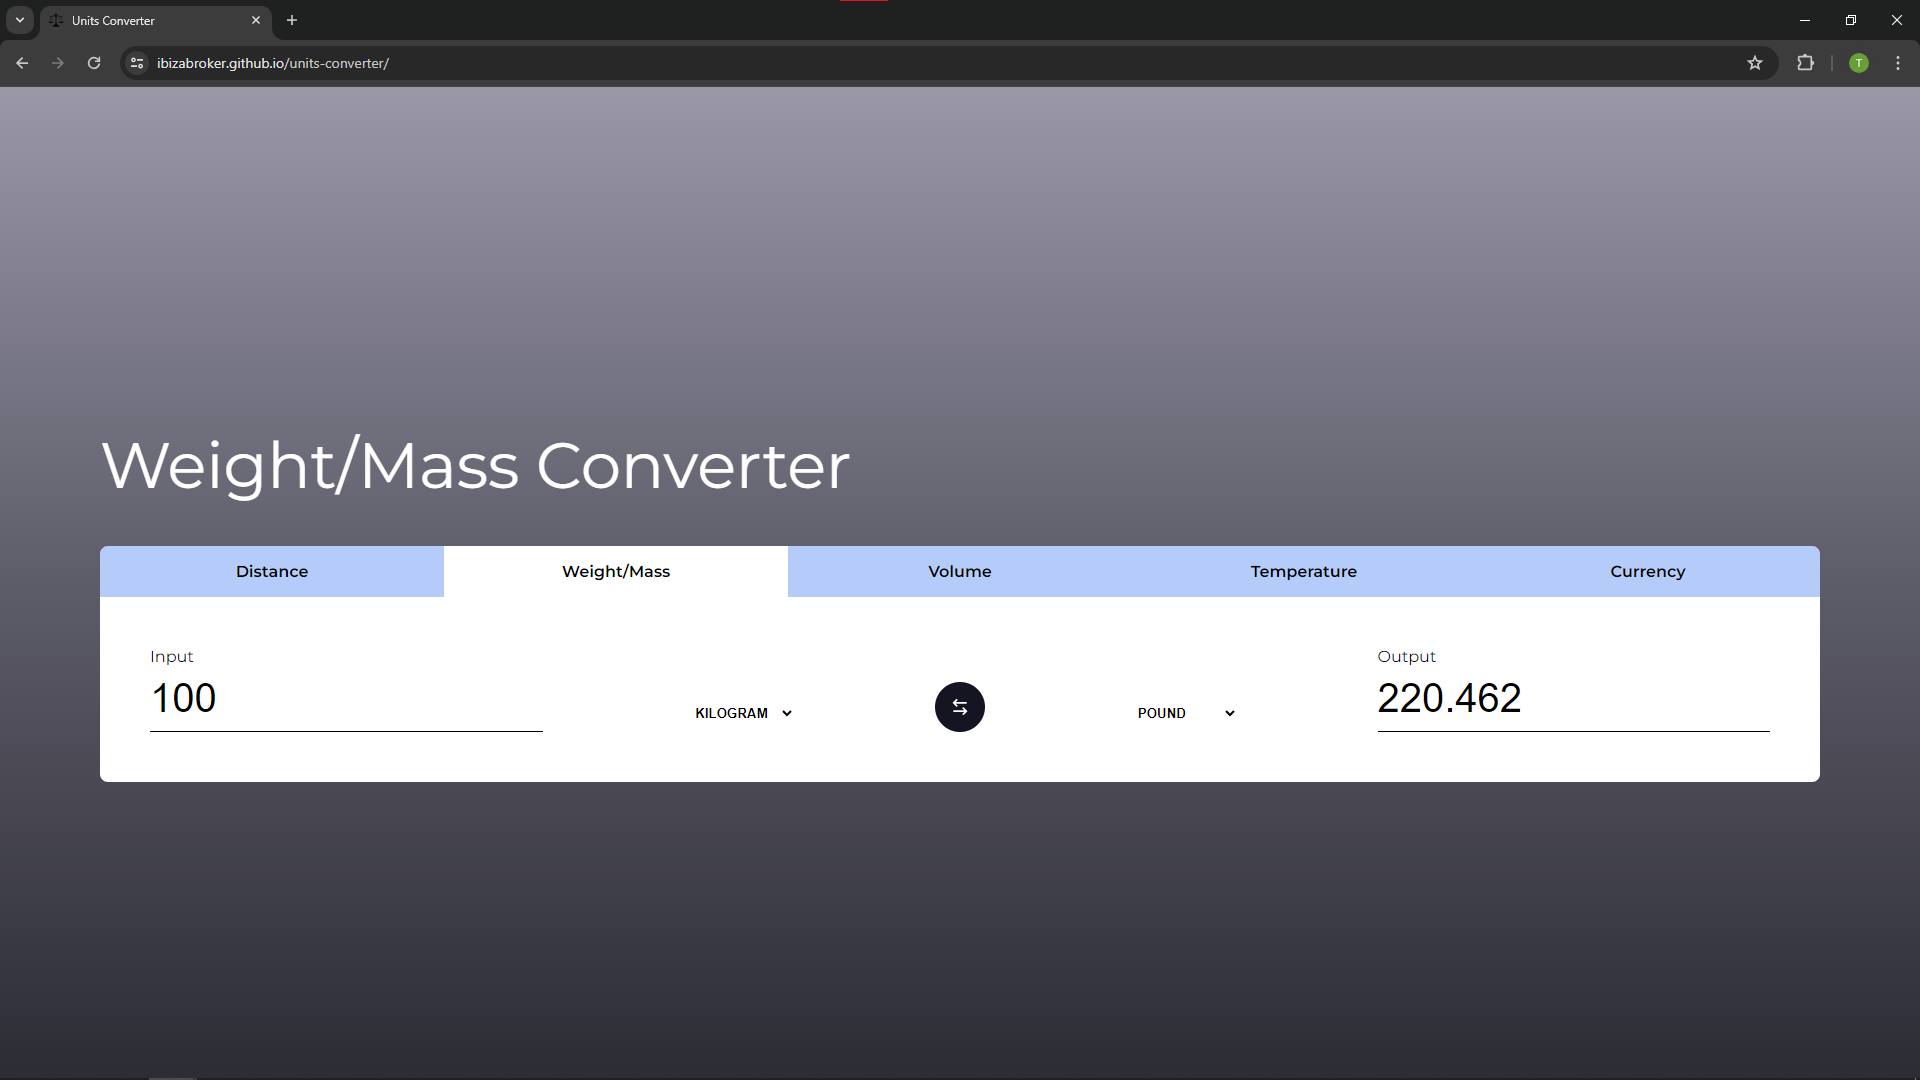 Units Converter
ibizabroker.github.io/units-converter/
T
Weight/Mass Converter
Distance
Weight/Mass
Volume
Temperature
Currency
Input
100
KILOGRAM
POUND
Output
220.462